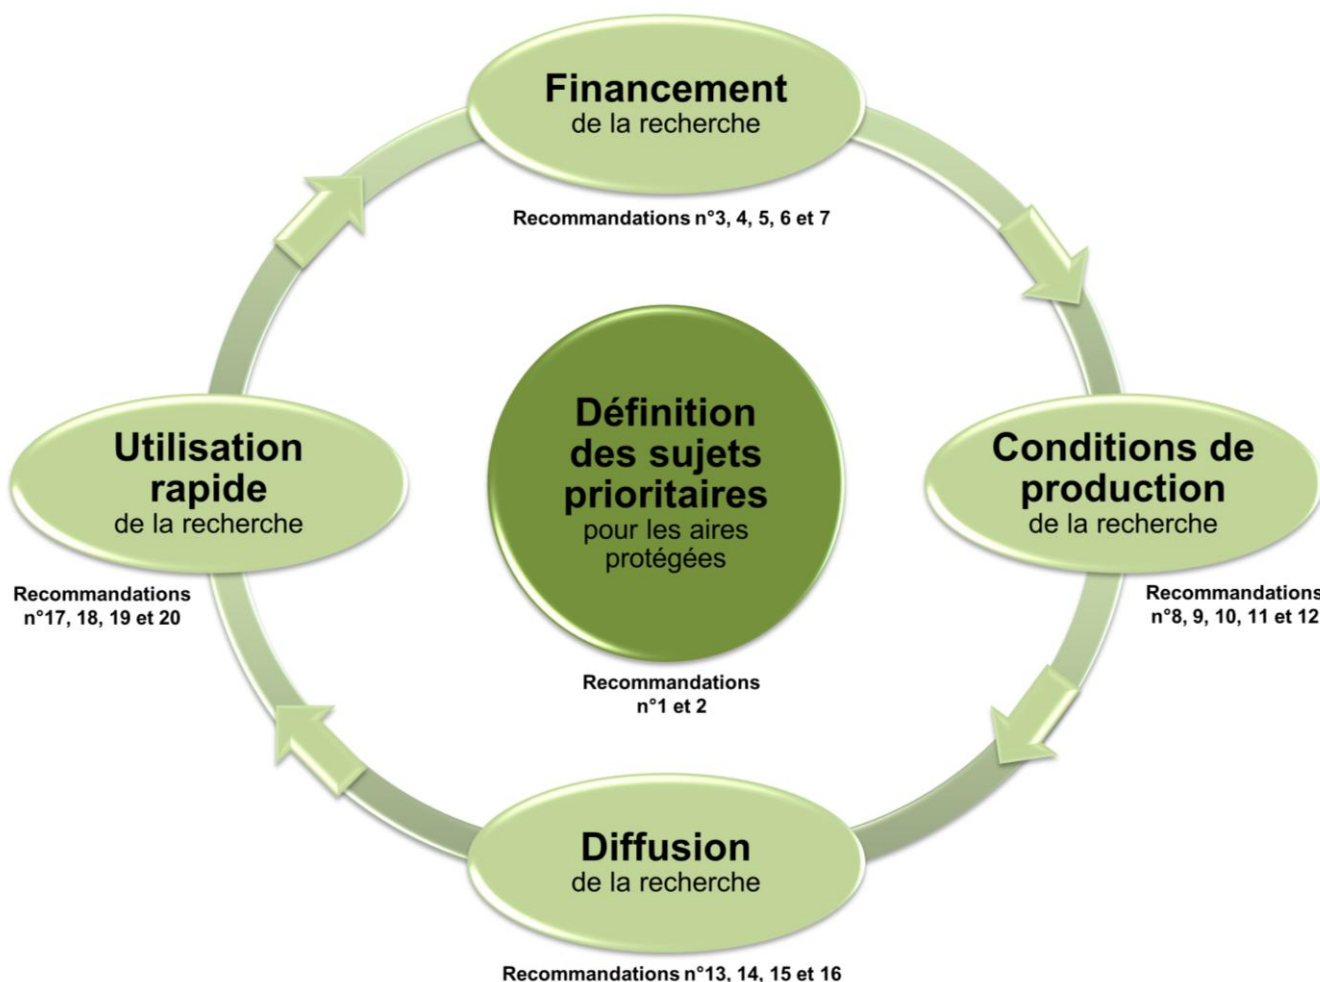 Financement
de la recherche
Recommandations n°3, 4, 5, 6 et 7
Définition
des sujets
prioritaires
pour les aires
protégées
Recommandations
n°1 et 2
Utilisation
rapide
de la recherche
Recommandations
n°17, 18, 19 et 20
Conditions de
production
de la recherche
Recommandations
n°8, 9, 10, 11 et 12
Diffusion
de la recherche
Recommandations n°13, 14, 15 et 16